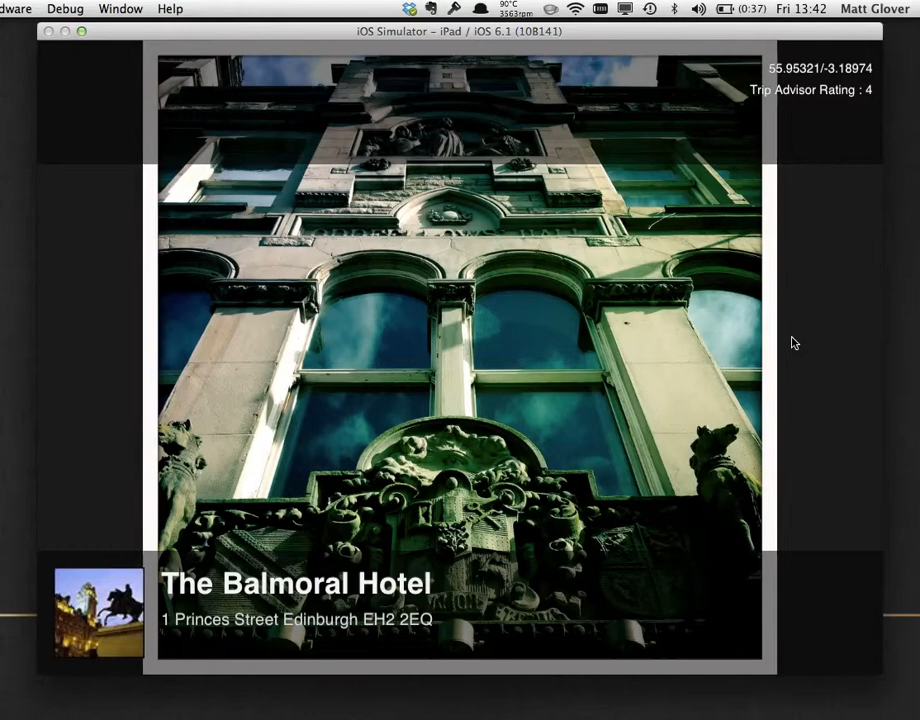 dware Debug Window Help 90°C 3563rpm (0:37) Fri 13:42 Matt Glover
iOS Simulator – iPad / iOS 6.1 (10B141)
55.95321/-3.18974
Trip Advisor Rating : 4
The Balmoral Hotel
1 Princes Street Edinburgh EH2 2EQ